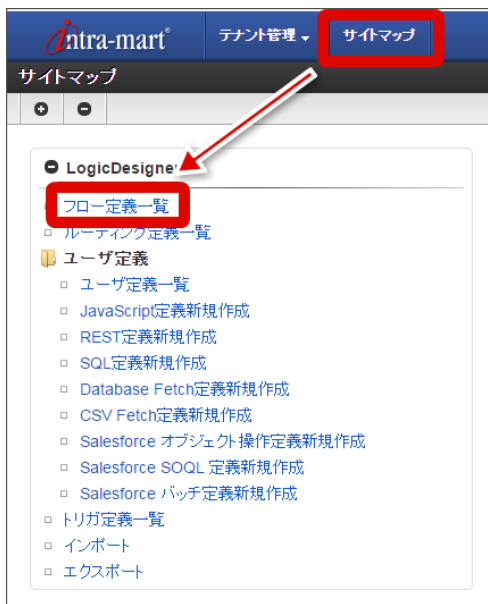 intra-mart® テナント管理 サイトマップ
サイトマップ
LogicDesigne
フロー定義一覧
ルーティング定義一覧
ユーザ定義
ユーザ定義一覧
JavaScript定義新規作成
REST定義新規作成
SQL定義新規作成
Database Fetch定義新規作成
CSV Fetch定義新規作成
Salesforce オブジェクト操作定義新規作成
Salesforce SOQL 定義新規作成
Salesforce バッチ定義新規作成
トリガ定義一覧
インポート
エクスポート